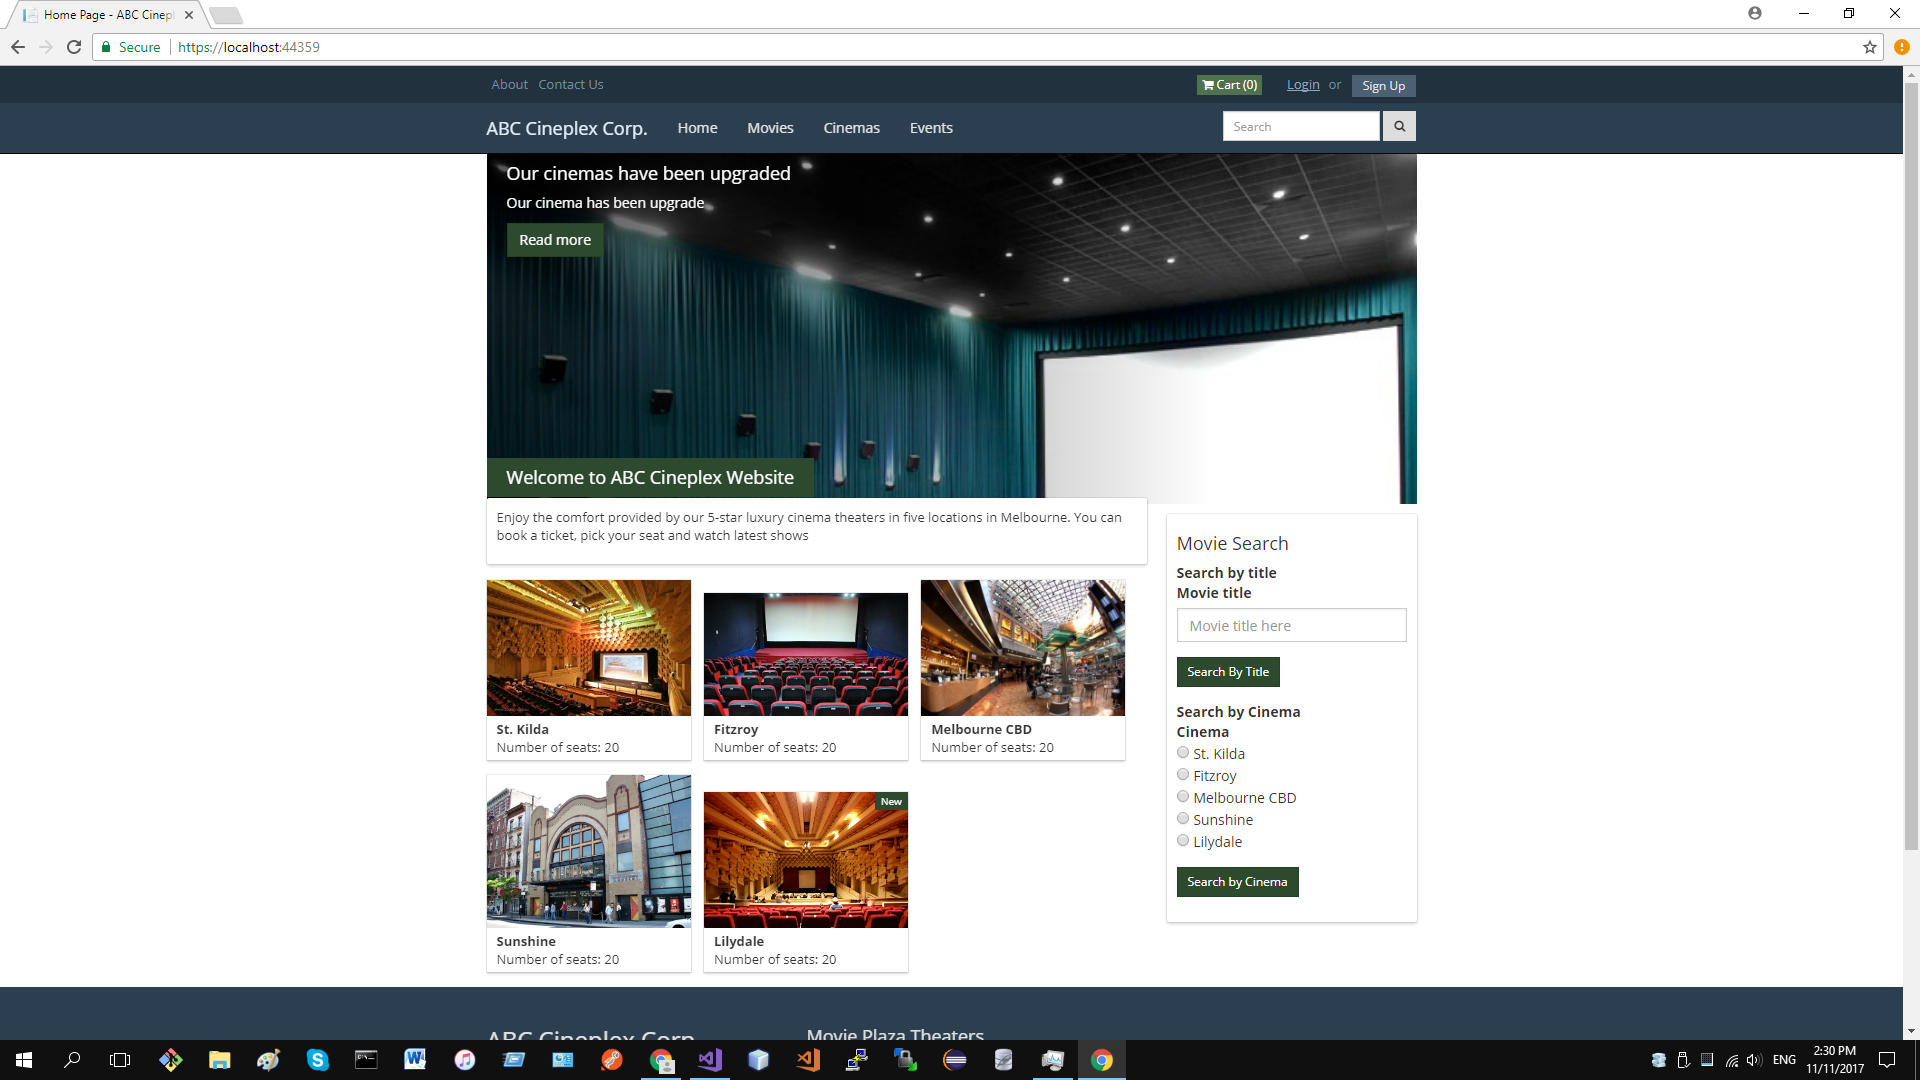 Home Page - ABC Cinepl
Secure
https://localhost:44359
About Contact Us
Cart (0)
Login or Sign Up
ABC Cineplex Corp. Home Movies Cinemas Events
Search
Our cinemas have been upgraded
Our cinema has been upgrade
Read more
Welcome to ABC Cineplex Website
Enjoy the comfort provided by our 5-star luxury cinema theaters in five locations in Melbourne. You can
book a ticket, pick your seat and watch latest shows
St. Kilda
Number of seats: 20
Fitzroy
Number of seats: 20
Melbourne CBD
Number of seats: 20
Sunshine
Number of seats: 20
New
Lilydale
Number of seats: 20
Movie Search
Search by title
Movie title
Movie title here
Search By Title
Search by Cinema
Cinema
St. Kilda
Fitzroy
Melbourne CBD
Sunshine
Lilydale
Search by Cinema
ABC Cineplex Corp
Movie Plaza Theaters
ENG
2:30 PM
11/11/2017